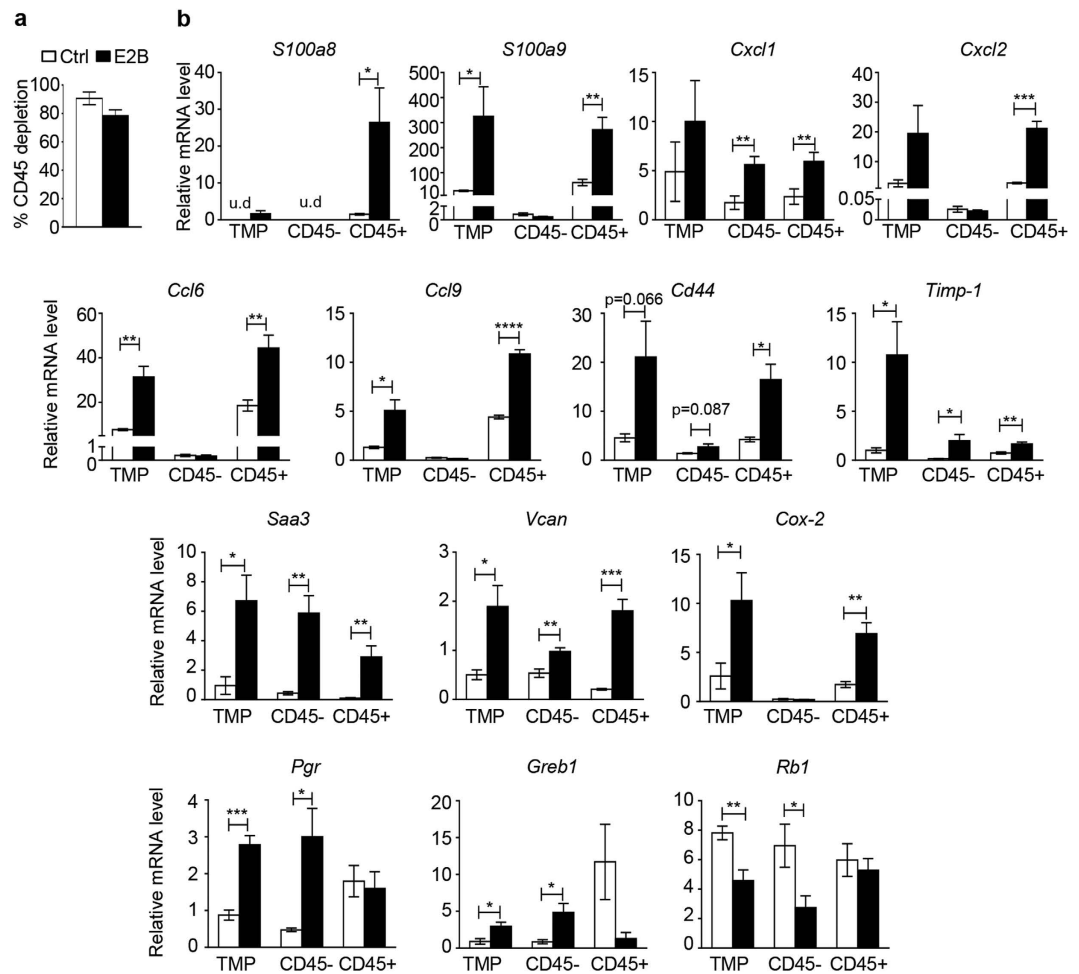 a
b
Ctrl E2B
% CD45 depletion
100
80
60
40
20
0
S100a8
Relative mRNA level
40
30
20
10
0
u.d
u.d
*
TMP CD45- CD45+
S100a9
500
400
300
200
100
10
2
0
*
**
TMP CD45- CD45+
Cxcl1
15
10
5
0
**
**
TMP CD45- CD45+
Cxcl2
40
30
20
10
0.05
0
***
TMP CD45- CD45+
Ccl6
Relative mRNA level
60
40
20
1
0
**
**
TMP CD45- CD45+
Ccl9
15
10
5
0
*
****
TMP CD45- CD45+
Cd44
30
20
10
0
p=0.066
p=0.087
*
TMP CD45- CD45+
Timp-1
15
10
5
0
*
*
**
TMP CD45- CD45+
Saa3
Relative mRNA level
10
8
6
4
2
0
*
**
**
TMP CD45- CD45+
Vcan
3
2
1
0
*
**
***
TMP CD45- CD45+
Cox-2
15
10
5
0
*
**
TMP CD45- CD45+
Pgr
Relative mRNA level
4
3
2
1
0
***
*
TMP CD45- CD45+
Greb1
20
15
10
5
0
*
*
TMP CD45- CD45+
Rb1
8
6
4
2
0
**
*
TMP CD45- CD45+